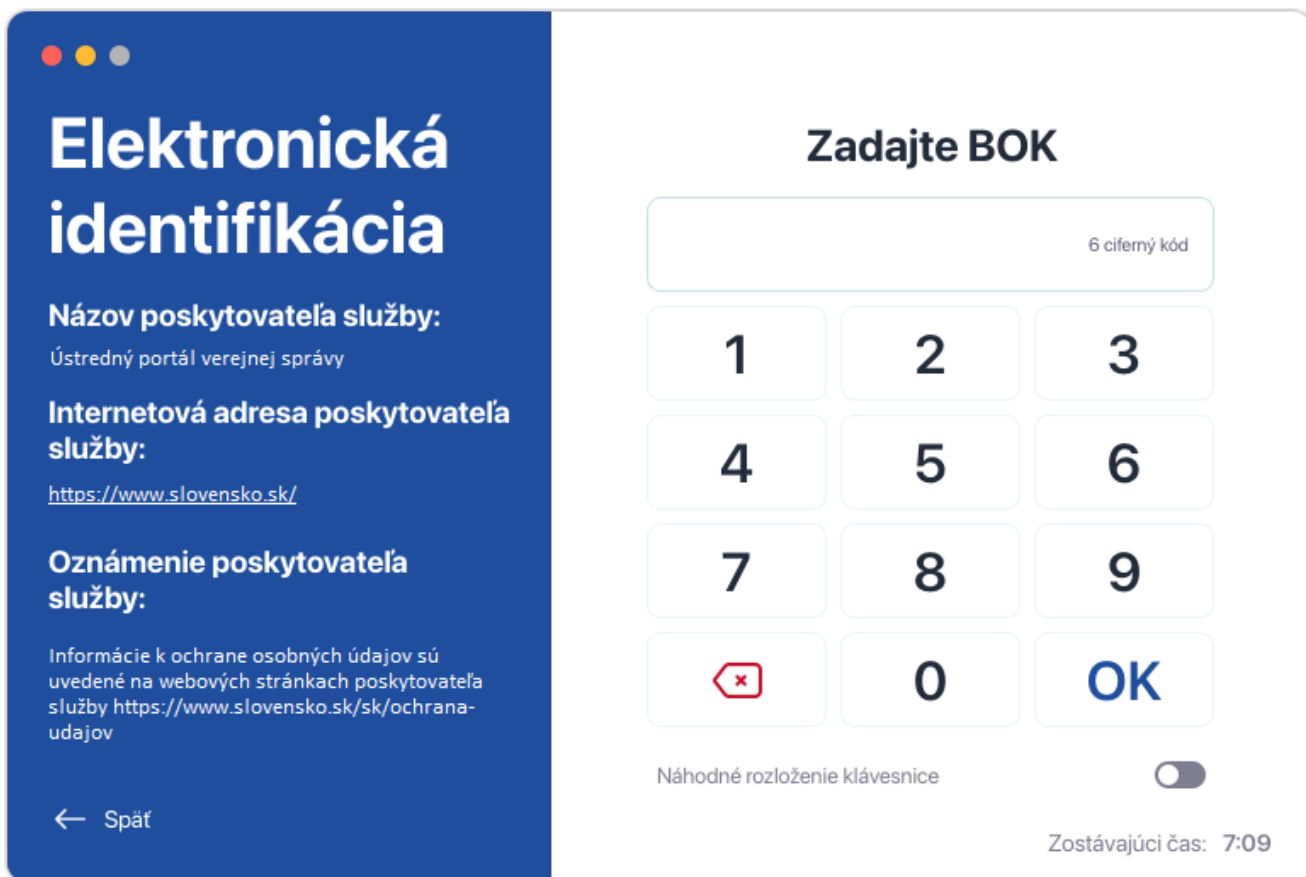 Elektronická
identifikácia
Názov poskytovateľa služby:
Ústredný portál verejnej správy
Internetová adresa poskytovateľa
služby:
https://www.slovensko.sk/
Oznámenie poskytovateľa
služby:
Informácie k ochrane osobných údajov sú
uvedené na webových stránkach poskytovateľa
služby https://www.slovensko.sk/sk/ochrana-
udajov
Späť
Zadajte BOK
6 ciferný kód
1 2 3
4 5 6
7 8 9
0 OK
Náhodné rozloženie klávesnice
Zostávajúci čas: 7:09